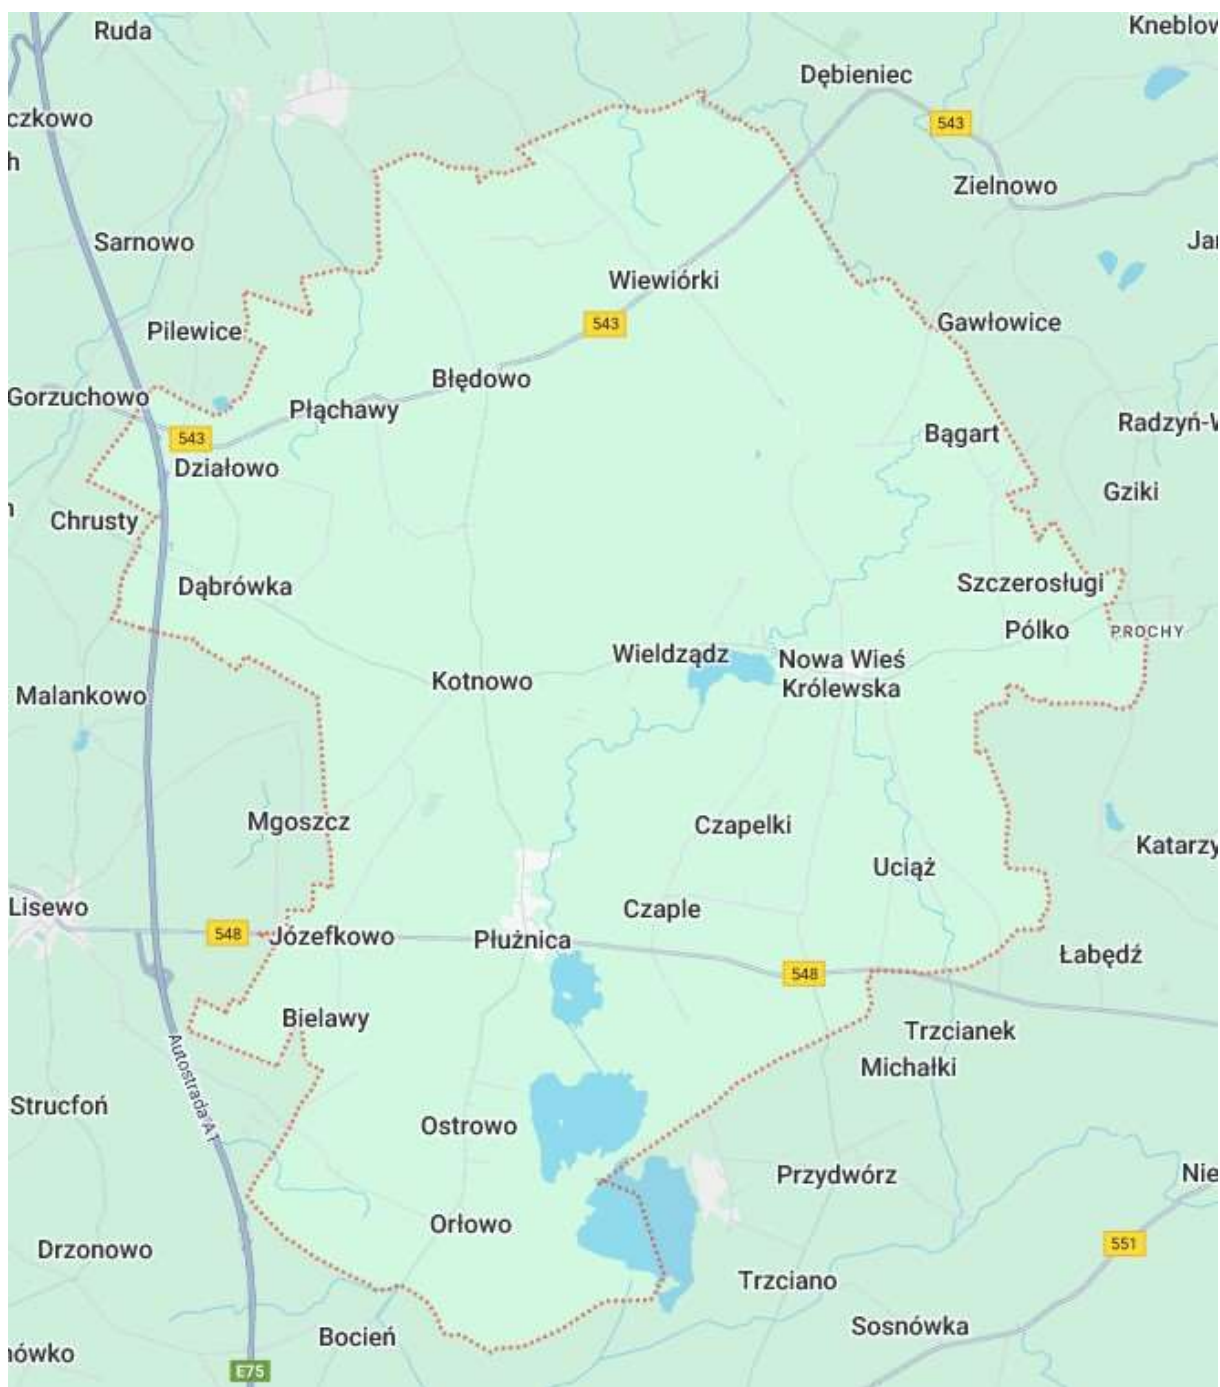 Ruda
Kneblow
Dębieniec
543
czkowo
h
Zielnowo
Sarnowo
Jar
Wiewiórki
Pilewice
543
Gawłowice
Błędowo
Gorzuchowo
Płąchawy
Radzyń-W
Bągart
543
Działowo
Gziki
Chrusty
Dąbrówka
Szczerosługi
Pólko
PROCHY
Wieldządz
Nowa Wieś
Królewska
Kotnowo
Malankowo
Mgoszcz
Czapelki
Katarzy
Uciąż
Lisewo
Czaple
548
Józefkowo
Płużnica
Łabędź
548
Bielawy
Trzcianek
Michałki
Autostrada A1
Strucfoń
Ostrowo
Przydwórz
Nie
Orłowo
Drzonowo
551
Trzciano
Sosnówka
Bocień
nówko
E75